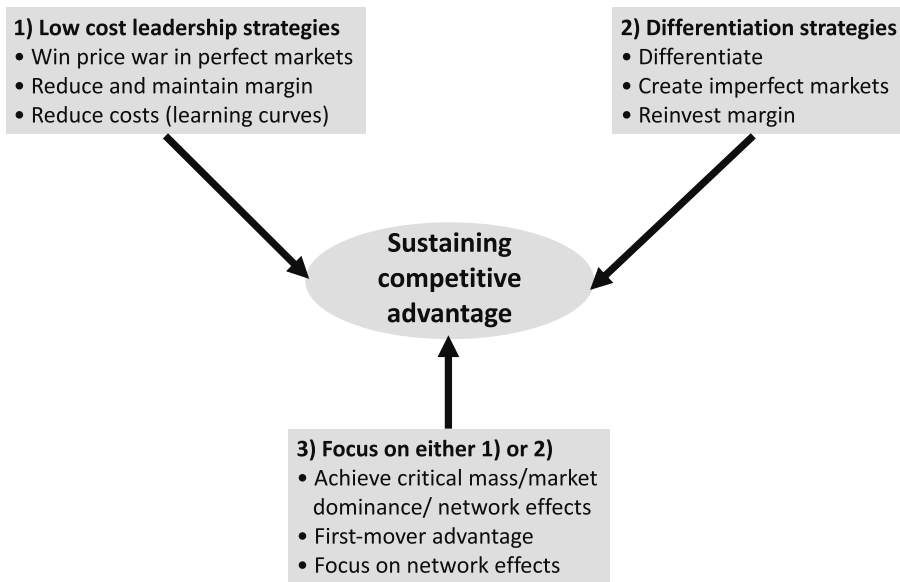 1) Low cost leadership strategies
• Win price war in perfect markets
• Reduce and maintain margin
• Reduce costs (learning curves)
2) Differentiation strategies
• Differentiate
• Create imperfect markets
• Reinvest margin
Sustaining
competitive
advantage
3) Focus on either 1) or 2)
• Achieve critical mass/market
dominance/ network effects
• First-mover advantage
• Focus on network effects